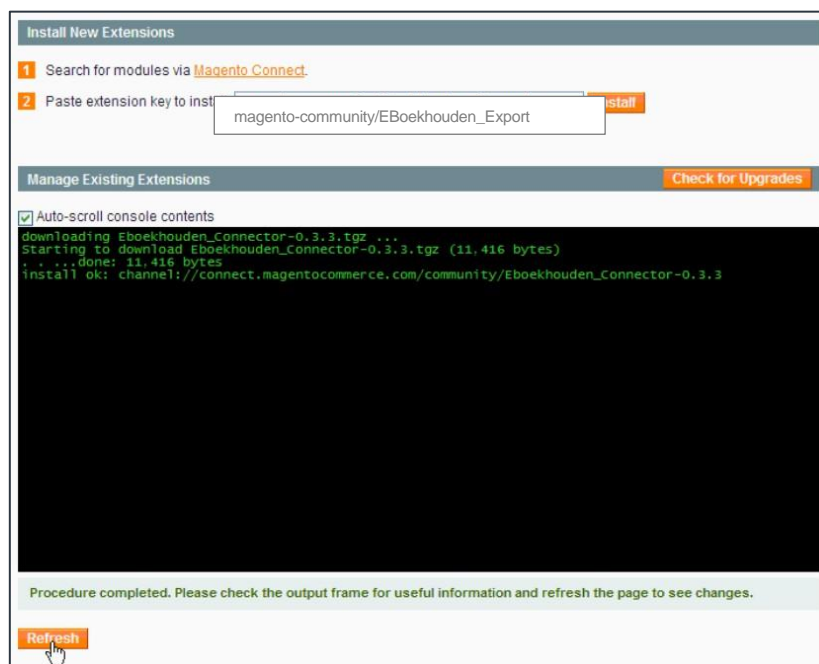 Install New Extensions
1 Search for modules via Magento Connect.
2 Paste extension key to inst
magento-community/EBoekhouden_Export
Manage Existing Extensions Check for Upgrades
Auto-scroll console contents
downloading Eboekhouden_Connector-0.3.3.tgz ...
Starting to download Eboekhouden_Connector-0.3.3.tgz (11,416 bytes)
. . ...done: 11,416 bytes
install ok: channel://connect.magentocommerce.com/community/Eboekhouden_Connector-0.3.3
Procedure completed. Please check the output frame for useful information and refresh the page to see changes.
Refresh